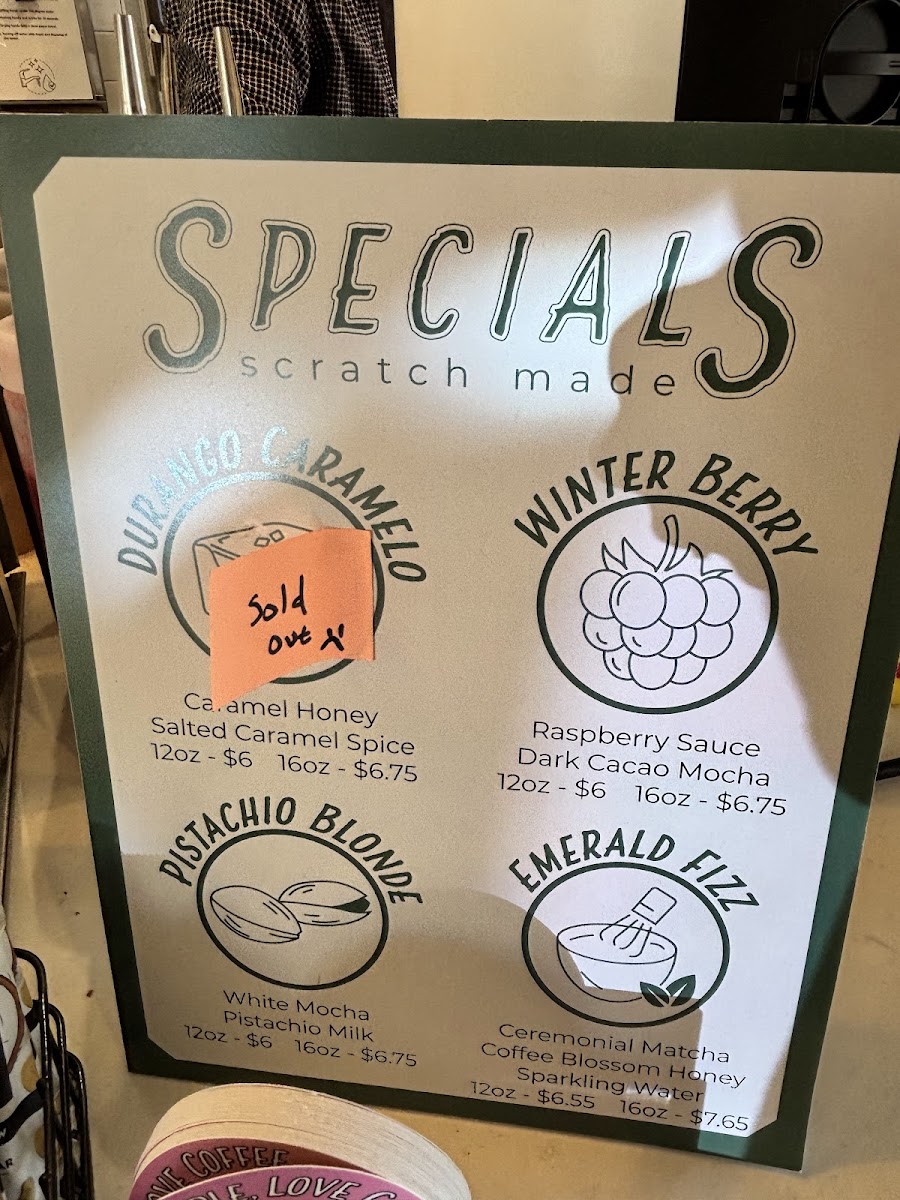 SPECIALS
scratch made
DURANGO CARAMELO
Sold
out
Caramel Honey
Salted Caramel Spice
12oz - $6 16oz - $6.75
WINTER BERRY
Raspberry Sauce
Dark Cacao Mocha
12oz - $6 16oz - $6.75
PISTACHIO BLONDE
White Mocha
Pistachio Milk
12oz - $6 16oz - $6.75
EMERALD FIZZ
Ceremonial Matcha
Coffee Blossom Honey
Sparkling Water
12oz - $6.55 16oz - $7.65
COFFEE
LOVE